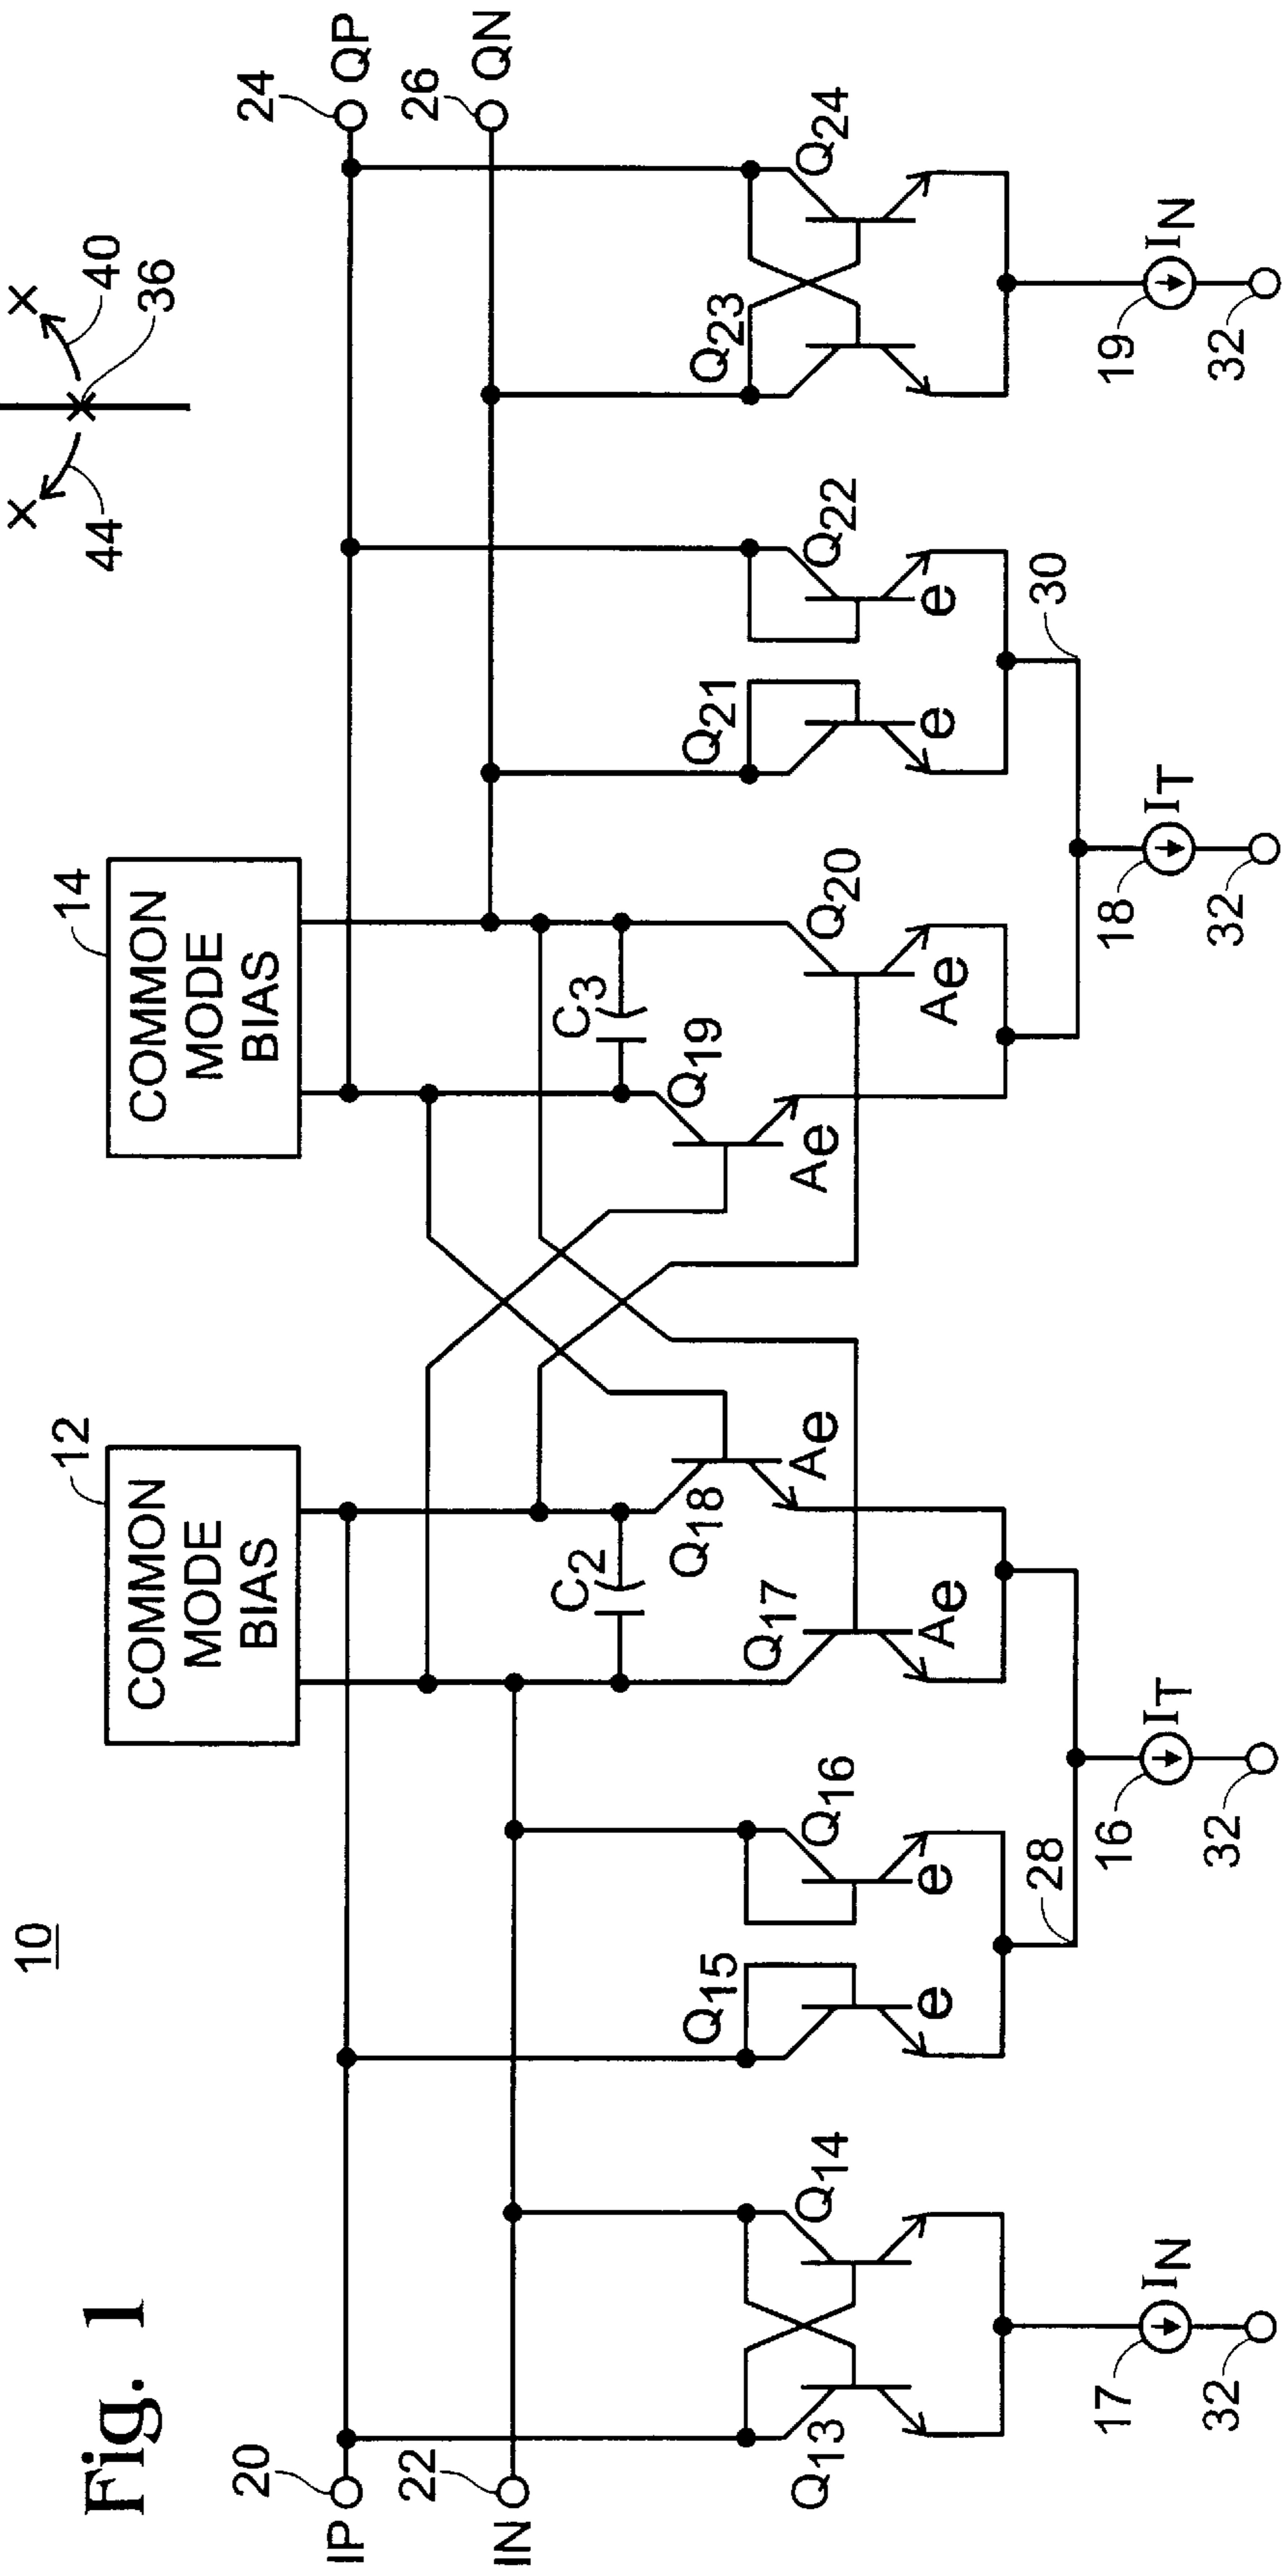 Fig. 1
10
COMMON
MODE
BIAS
12
COMMON
MODE
BIAS
14
44
40
36
X
X
X
IP
20
IN
22
24
QP
26
QN
C2
C3
Q13
Q14
Q15
Q16
Q17
Q18
Q19
Q20
Q21
Q22
Q23
Q24
e
e
Ae
Ae
Ae
Ae
e
e
28
30
17
IN
16
IT
18
IT
19
IN
32
32
32
32